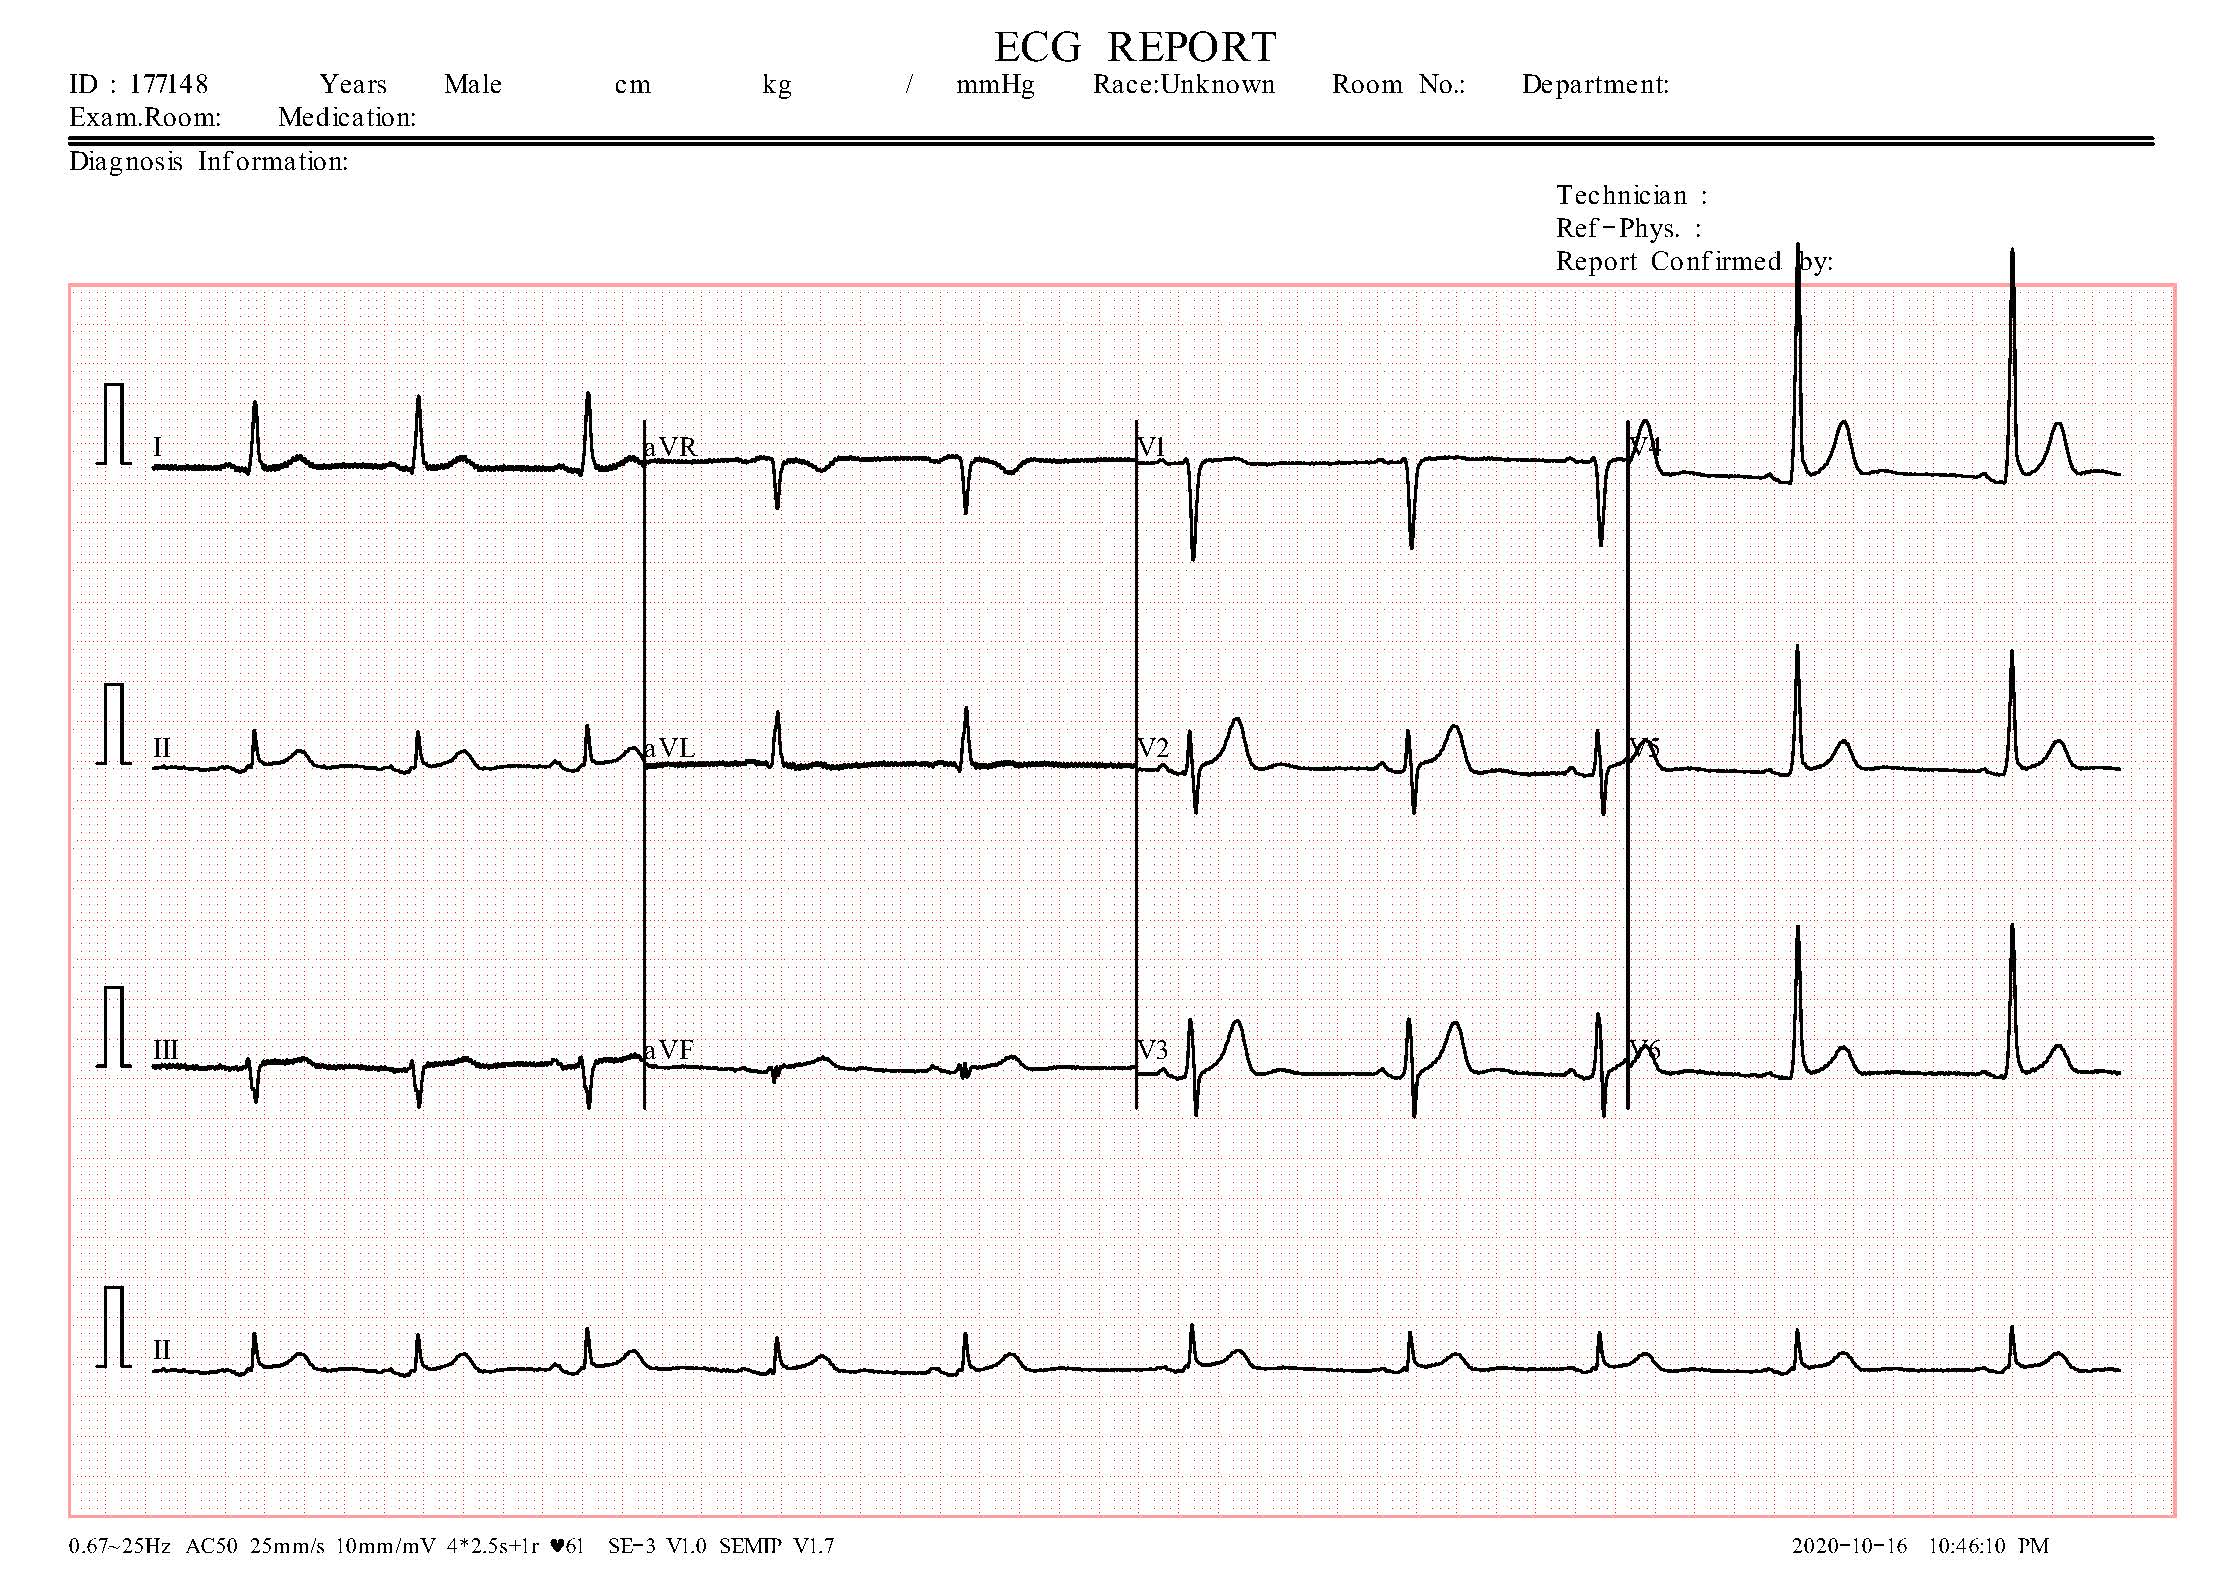 ECG REPORT
ID : 177148 Years Male cm kg / mmHg Race:Unknown Room No.: Department:
Exam.Room: Medication:
Diagnosis Information:
Technician :
Ref-Phys. :
Report Confirmed by:
I aVR V1 V4
II aVL V2 V5
III aVF V3 V6
II
0.67~25Hz AC50 25mm/s 10mm/mV 4*2.5s+1r ♥61 SE-3 V1.0 SEMIP V1.7 2020-10-16 10:46:10 PM